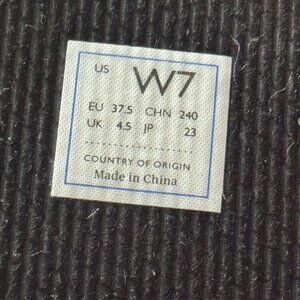 US W7
EU 37.5 CHN 240
UK 4.5 JP 23
COUNTRY OF ORIGIN
Made in China